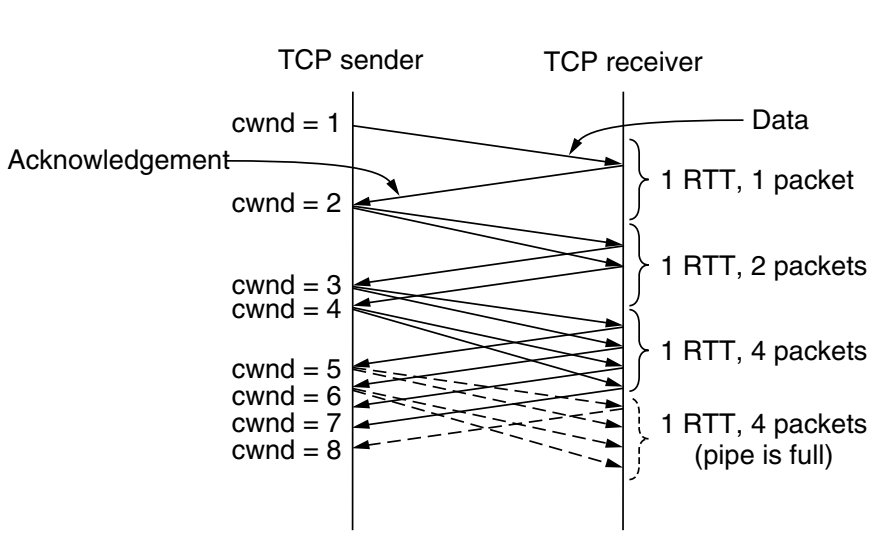 TCP sender
TCP receiver
cwnd = 1
Data
Acknowledgement
1 RTT, 1 packet
cwnd = 2
1 RTT, 2 packets
cwnd = 3
cwnd = 4
1 RTT, 4 packets
cwnd = 5
cwnd = 6
cwnd = 7
1 RTT, 4 packets
(pipe is full)
cwnd = 8